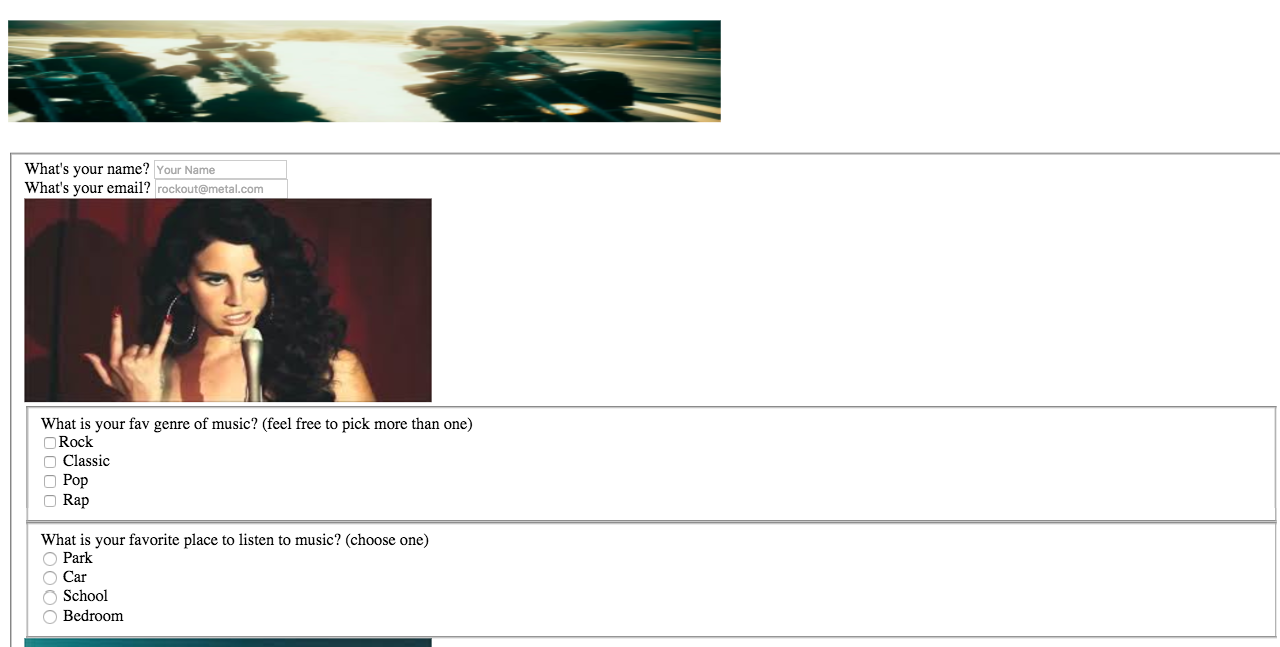 What's your name? Your Name
What's your email? rockout@metal.com
What is your fav genre of music? (feel free to pick more than one)
Rock
Classic
Pop
Rap
What is your favorite place to listen to music? (choose one)
Park
Car
School
Bedroom